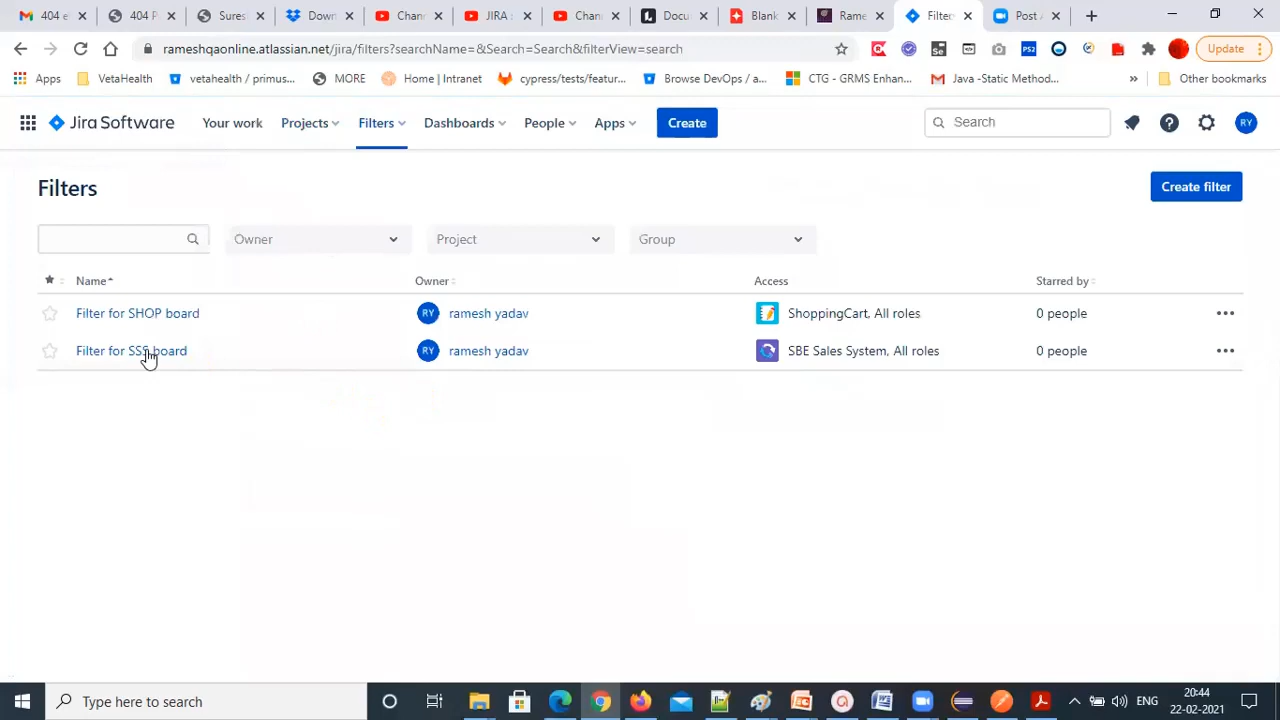 404 e
404 P
Sures
Down
Chann
JIRA
Chann
Docu
Blank
Rame
Filter
Post A
rameshqaonline.atlassian.net/jira/filters?searchName=&Search=Search&filterView=search
PS2
Update
Apps
VetaHealth
vetahealth / primus...
MORE
Home | Intranet
cypress/tests/featur...
Browse DevOps / a...
CTG - GRMS Enhan...
Java -Static Method...
»
Other bookmarks
Jira Software
Your work
Projects
Filters
Dashboards
People
Apps
Create
Search
RY
Filters
Create filter
Owner
Project
Group
Name
Owner
Access
Starred by
Filter for SHOP board
RY
ramesh yadav
ShoppingCart, All roles
0 people
Filter for SSS board
RY
ramesh yadav
SBE Sales System, All roles
0 people
Type here to search
ENG
20:44
22-02-2021